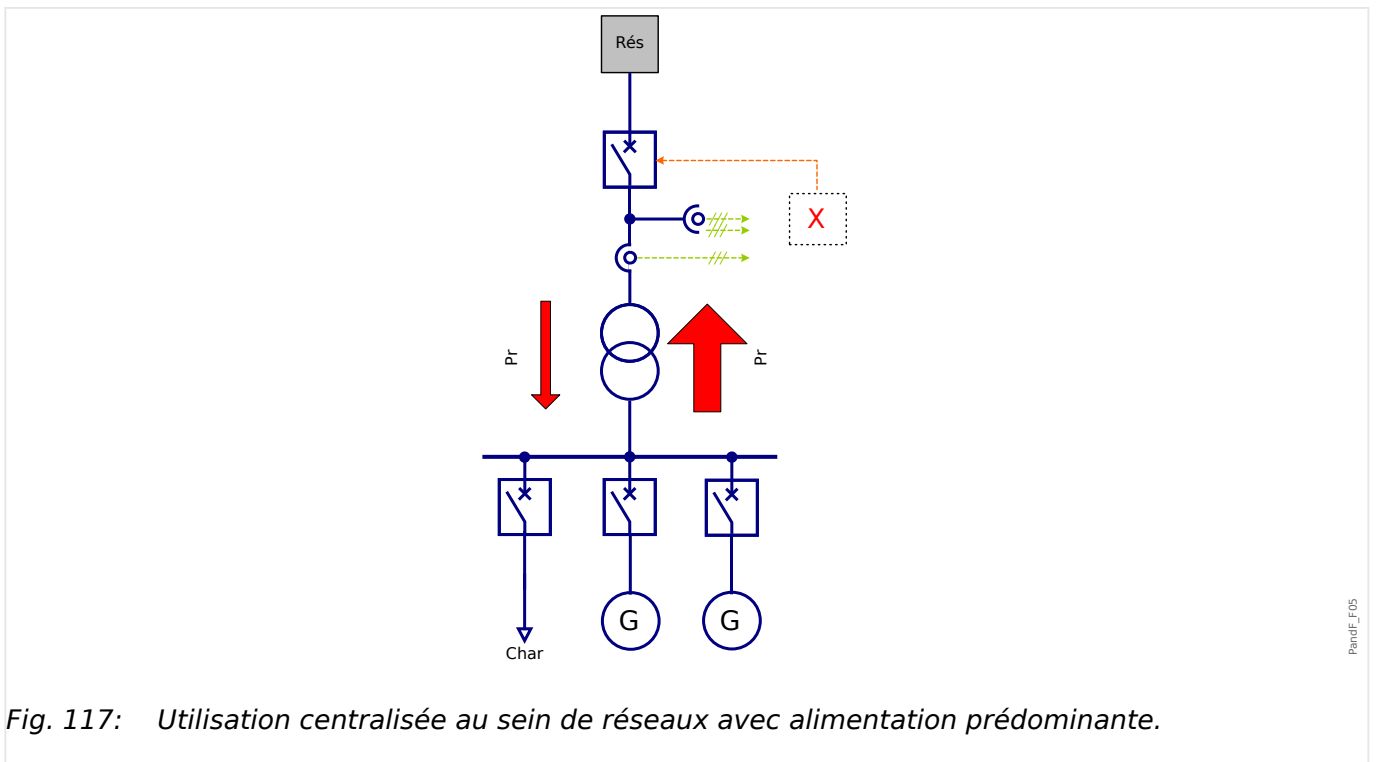 Rés
X
Pr
Pr
G
G
Char
PandF_F05
Fig. 117: Utilisation centralisée au sein de réseaux avec alimentation prédominante.